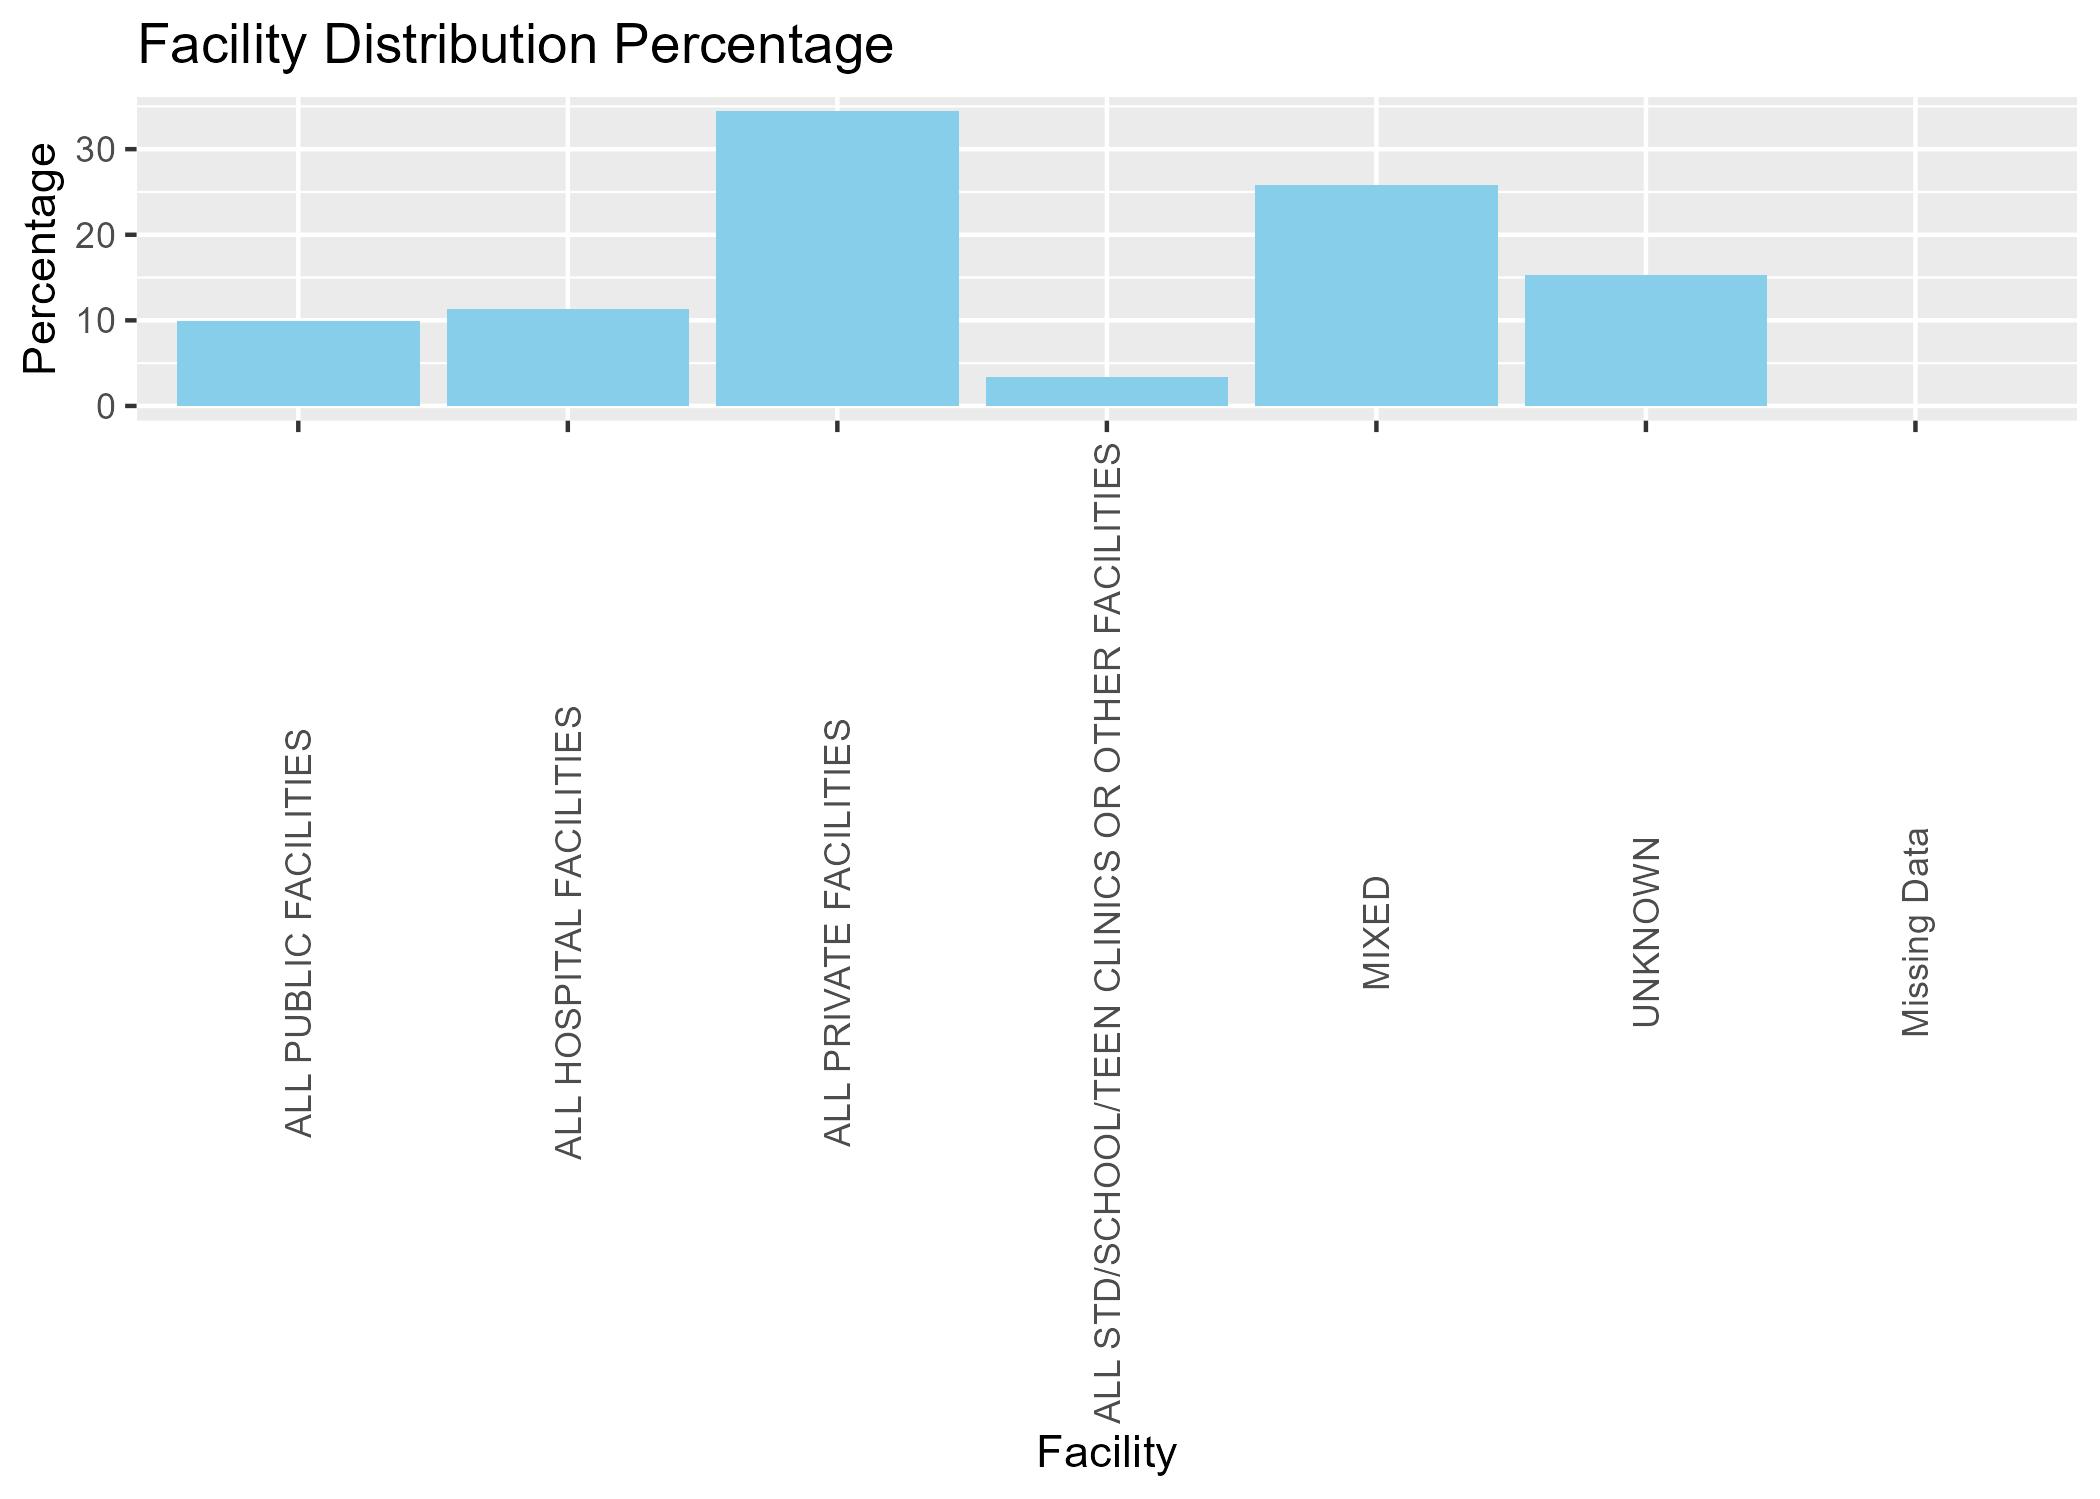 Facility Distribution Percentage
Percentage
30
20
10
0
ALL PUBLIC FACILITIES
ALL HOSPITAL FACILITIES
ALL PRIVATE FACILITIES
ALL STD/SCHOOL/TEEN CLINICS OR OTHER FACILITIES
MIXED
UNKNOWN
Missing Data
Facility